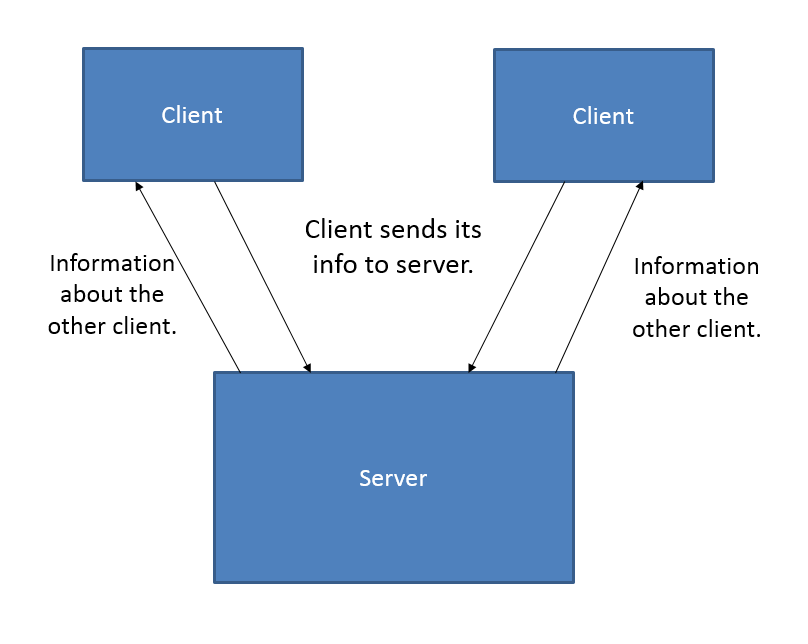 Client
Client
Client sends its
info to server.
Information
about the
other client.
Information
about the
other client.
Server